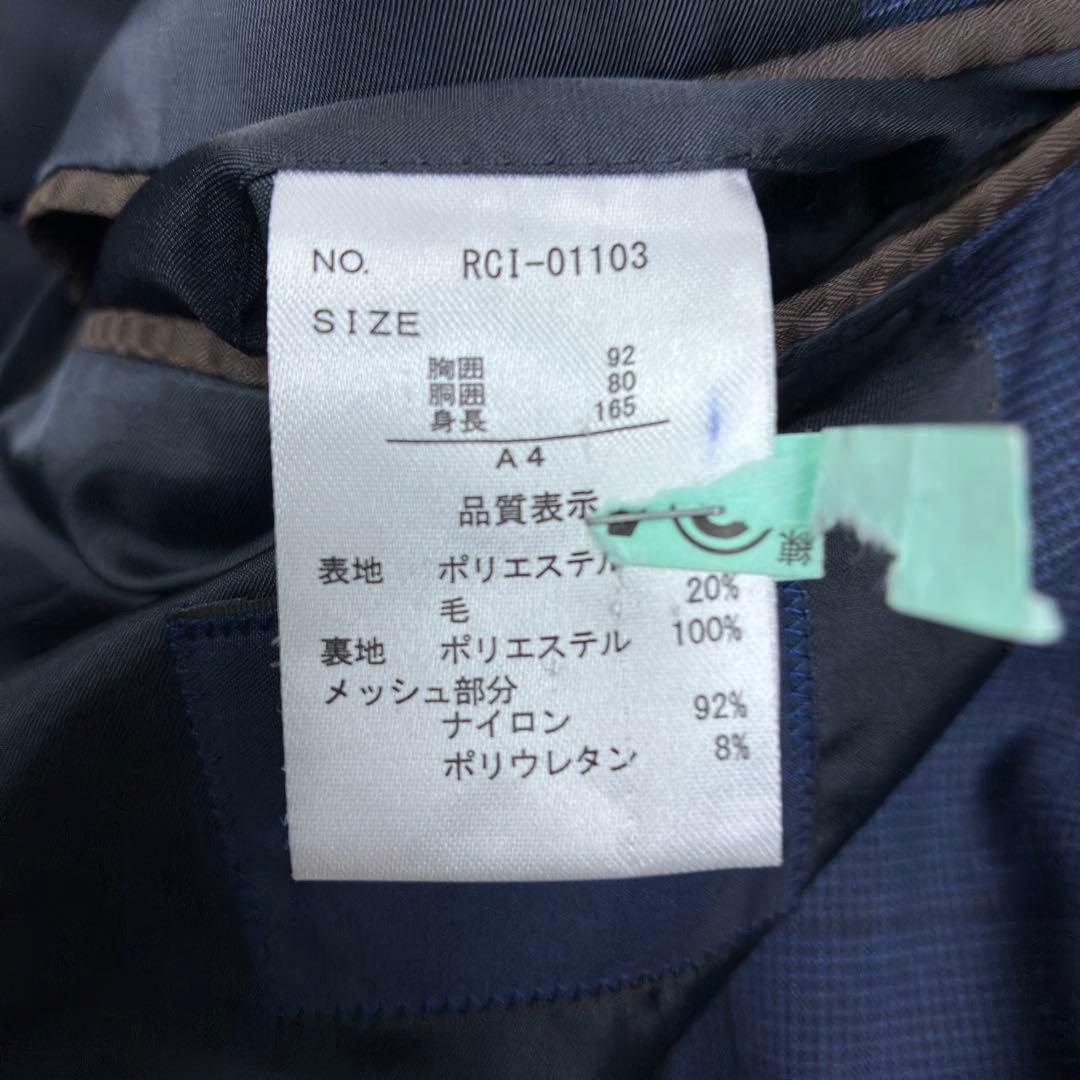 NO. RCI-01103
SIZE
胸囲 92
胴囲 80
身長 165
A4
品質表示
表地 ポリエステル
毛 20%
裏地 ポリエステル 100%
メッシュ部分
ナイロン 92%
ポリウレタン 8%
練